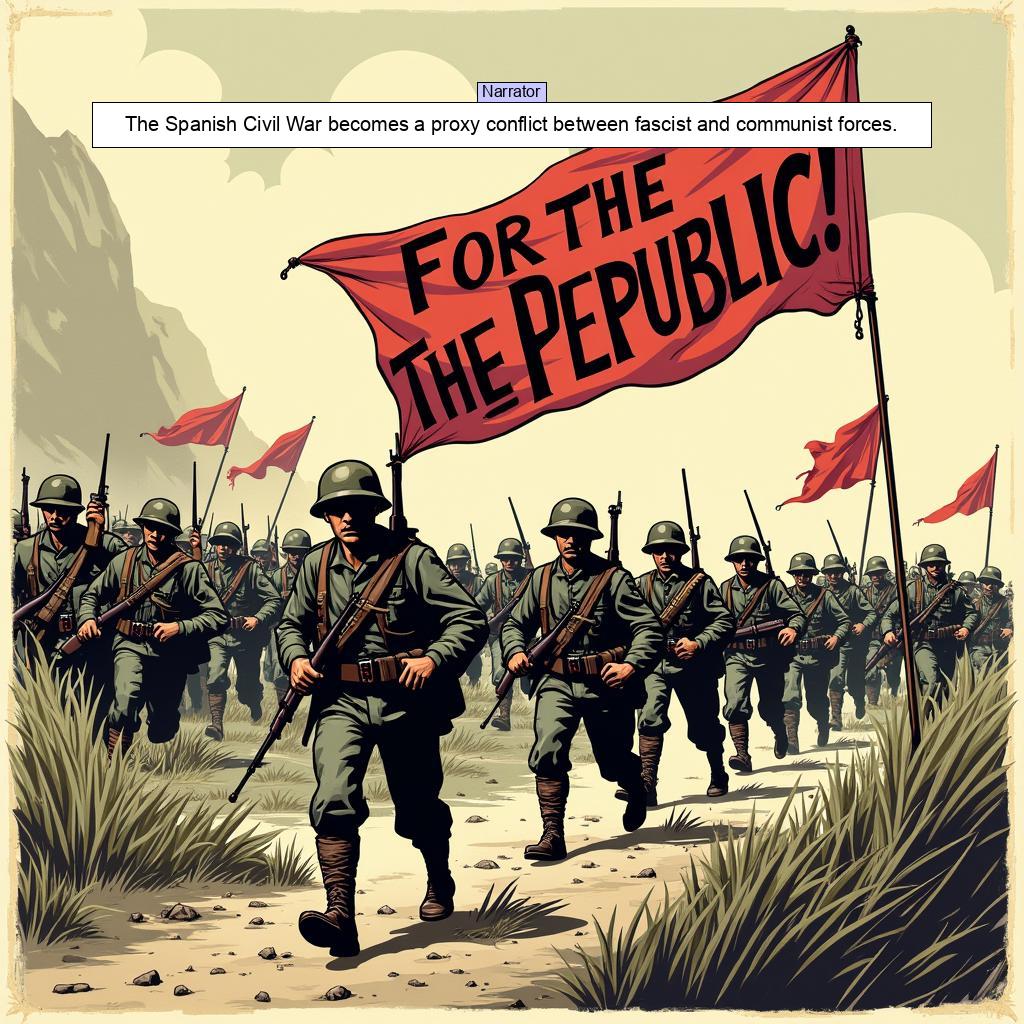 Narrator
The Spanish Civil War becomes a proxy conflict between fascist and communist forces.
FOR THE
THE PEPUBLIC!